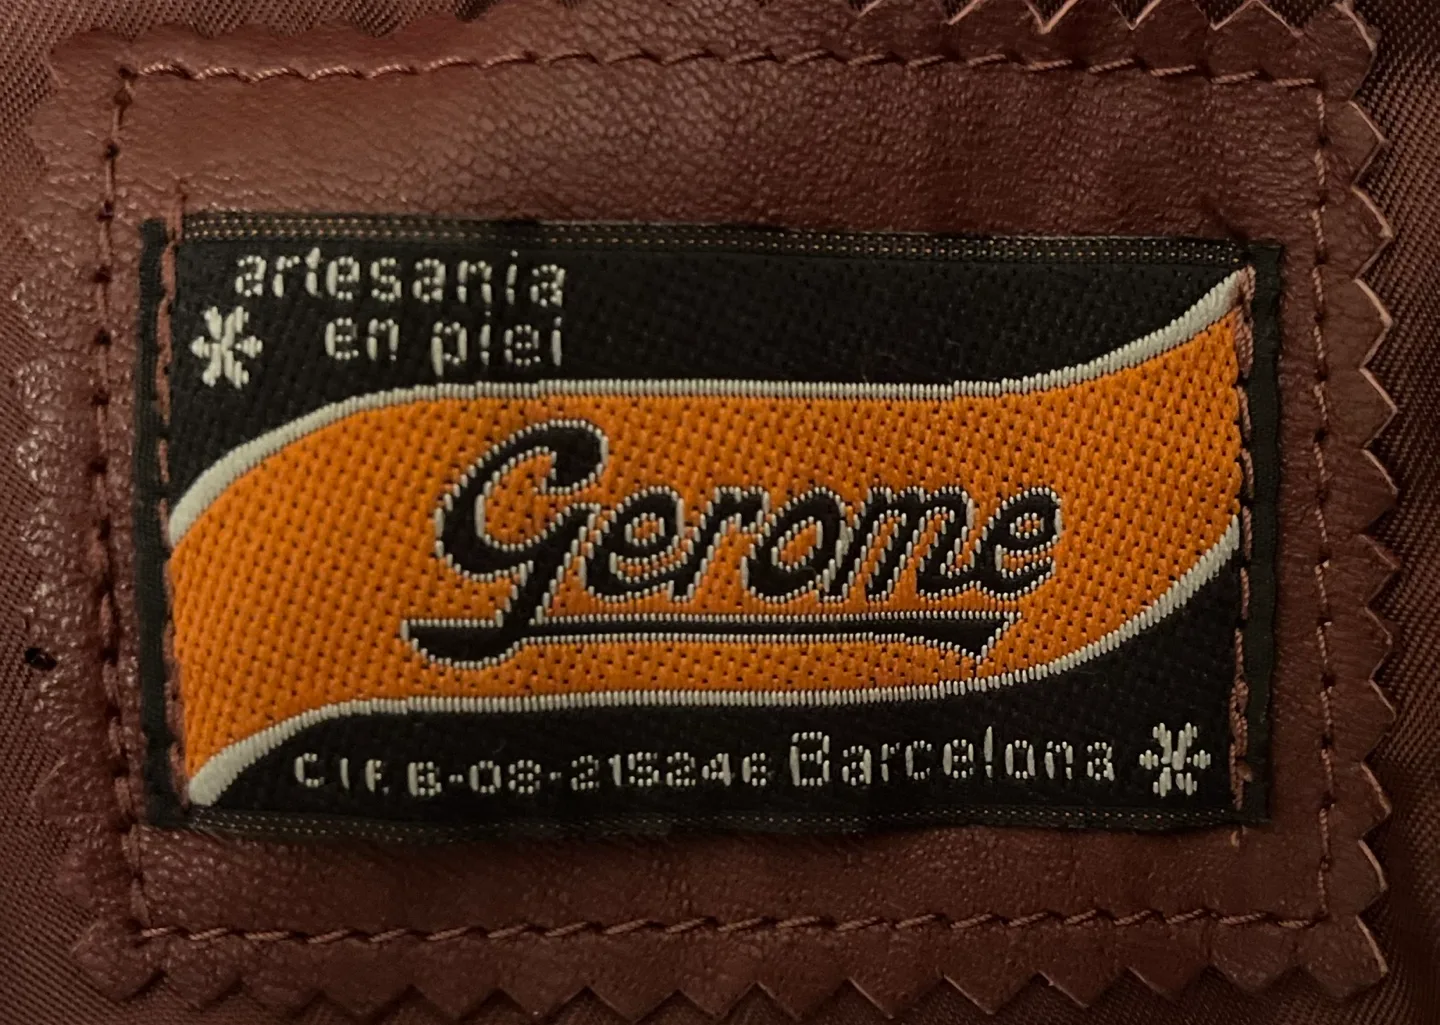 artesania
en piel
Gerome
CIF. B-08-215246 Barcelona